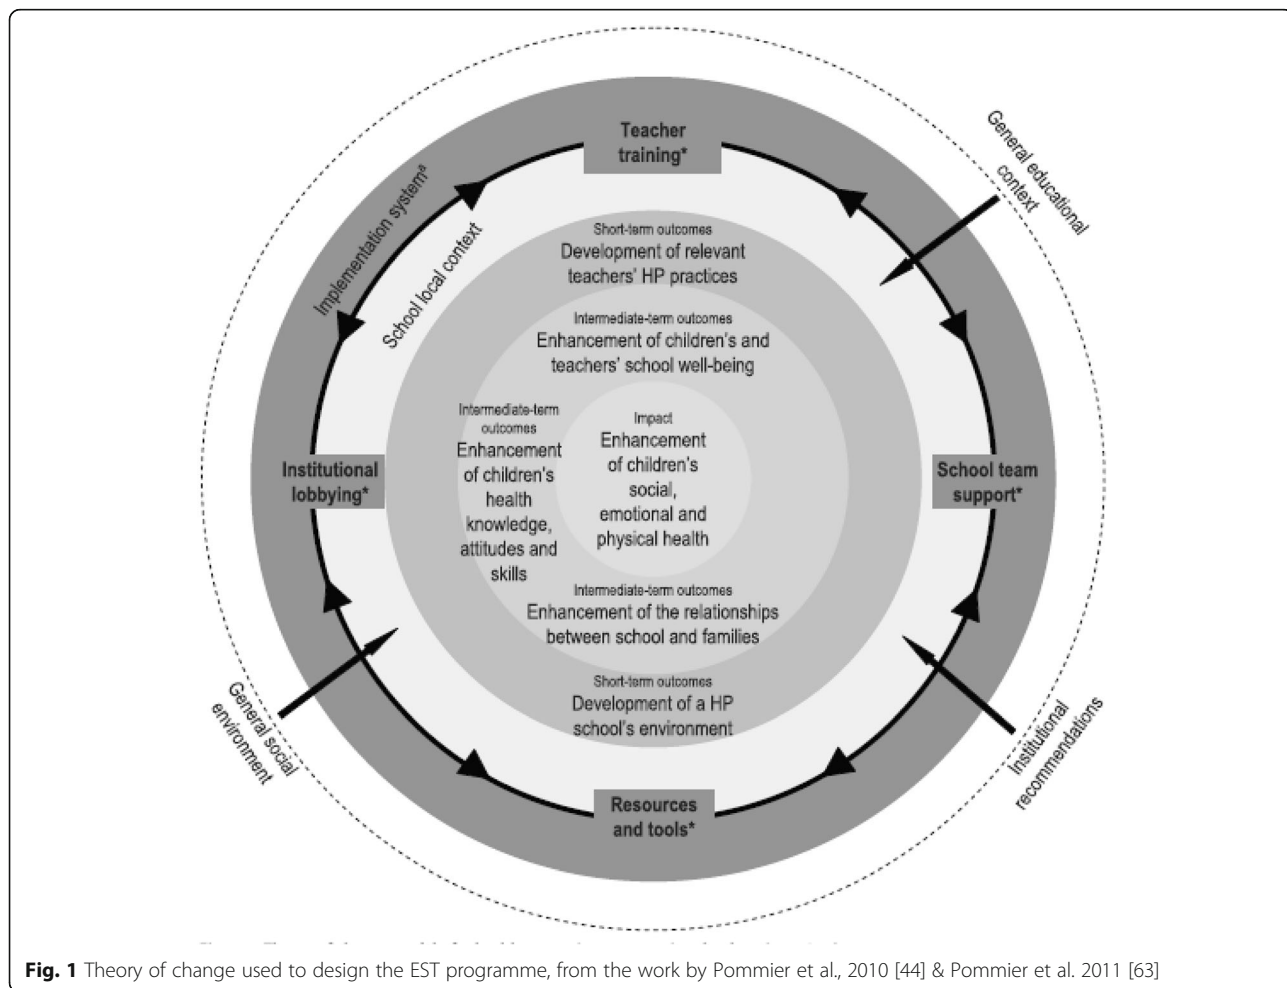 Teacher
training*
General educational
context
Implementation systemª
School local context
Short-term outcomes
Development of relevant
teachers' HP practices
Intermediate-term outcomes
Enhancement of children's and
teachers' school well-being
Intermediate-term
outcomes
Enhancement
of children's
health
knowledge,
attitudes and
skills
Impact
Enhancement
of children's
social,
emotional and
physical health
Institutional
lobbying*
School team
support*
Intermediate-term outcomes
Enhancement of the relationships
between school and families
Short-term outcomes
Development of a HP
school's environment
General social
environment
Institutional
recommendations
Resources
and tools*
Fig. 1 Theory of change used to design the EST programme, from the work by Pommier et al., 2010 [44] & Pommier et al. 2011 [63]